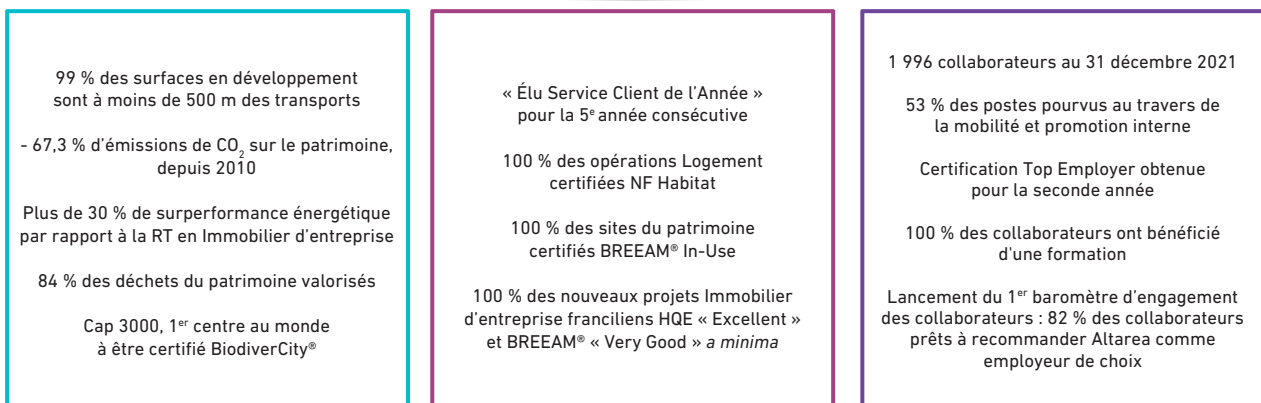 99 % des surfaces en développement
sont à moins de 500 m des transports
- 67,3 % d’émissions de CO₂ sur le patrimoine,
depuis 2010
Plus de 30 % de surperformance énergétique
par rapport à la RT en Immobilier d’entreprise
84 % des déchets du patrimoine valorisés
Cap 3000, 1er centre au monde
à être certifié BiodiverCity®
« Élu Service Client de l’Année »
pour la 5e année consécutive
100 % des opérations Logement
certifiées NF Habitat
100 % des sites du patrimoine
certifiés BREEAM® In-Use
100 % des nouveaux projets Immobilier
d’entreprise franciliens HQE « Excellent »
et BREEAM® « Very Good » a minima
1 996 collaborateurs au 31 décembre 2021
53 % des postes pourvus au travers de
la mobilité et promotion interne
Certification Top Employer obtenue
pour la seconde année
100 % des collaborateurs ont bénéficié
d'une formation
Lancement du 1er baromètre d’engagement
des collaborateurs : 82 % des collaborateurs
prêts à recommander Altarea comme
employeur de choix